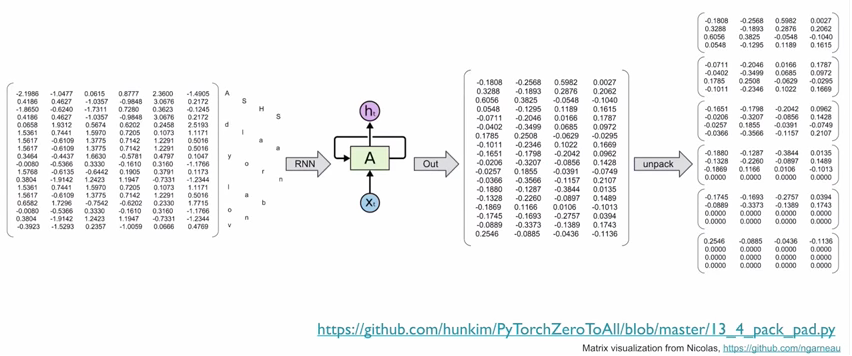 -2.1986 -1.0477 0.0615 0.8777 2.3600 -1.4905
0.4186 0.4627 -1.0357 -0.9848 3.0676 0.2172
-1.8650 -0.6240 -1.7311 0.7280 0.3623 -0.1245
0.4186 0.4627 -1.0357 -0.9848 3.0676 0.2172
0.0658 1.9312 0.5674 0.6202 0.2458 2.5193
1.5361 0.7441 1.5970 0.7205 0.1073 1.1171
1.5617 -0.6109 1.3775 0.7142 1.2291 0.5016
1.5617 -0.6109 1.3775 0.7142 1.2291 0.5016
0.3464 -0.4437 1.6630 -0.5781 0.4797 0.1047
-0.0080 -0.5366 0.3330 -0.1610 0.3160 -1.1766
1.5768 -0.6135 -0.6442 0.1905 0.3791 0.1173
0.3804 -1.9142 1.2423 1.1947 -0.7331 -1.2344
1.5361 0.7441 1.5970 0.7205 0.1073 1.1171
1.5617 -0.6109 1.3775 0.7142 1.2291 0.5016
0.6582 1.7296 -0.7542 -0.6202 0.2330 1.7715
-0.0080 -0.5366 0.3330 -0.1610 0.3160 -1.1766
0.3804 -1.9142 1.2423 1.1947 -0.7331 -1.2344
-0.3923 -1.5293 0.2357 -1.0059 0.0666 0.4769
A
S
H
S
d
l
a
a
y
o
r
n
l
b
o
n
v
RNN
ht
A
Xt
Out
-0.1808 -0.2568 0.5982 0.0027
0.3288 -0.1893 0.2876 0.2062
0.6056 0.3825 -0.0548 -0.1040
0.0548 -0.1295 0.1189 0.1615
-0.0711 -0.2046 0.0166 0.1787
-0.0402 -0.3499 0.0685 0.0972
0.1785 0.2508 -0.0629 -0.0295
-0.1011 -0.2346 0.1022 0.1669
-0.1651 -0.1798 -0.2042 0.0962
-0.0206 -0.3207 -0.0856 0.1428
0.0257 0.1855 -0.0391 -0.0749
-0.0366 -0.3566 -0.1157 0.2107
-0.1880 -0.1287 -0.3844 0.0135
-0.1328 -0.2260 -0.0897 0.1489
-0.1869 0.1166 0.0106 -0.1013
-0.1745 -0.1693 -0.2757 0.0394
-0.0889 -0.3373 -0.1389 0.1743
0.2546 -0.0885 -0.0436 -0.1136
unpack
-0.1808 -0.2568 0.5982 0.0027
0.3288 -0.1893 0.2876 0.2062
0.6056 0.3825 -0.0548 -0.1040
0.0548 -0.1295 0.1189 0.1615
-0.0711 -0.2046 0.0166 0.1787
-0.0402 -0.3499 0.0685 0.0972
0.1785 0.2508 -0.0629 -0.0295
-0.1011 -0.2346 0.1022 0.1669
-0.1651 -0.1798 -0.2042 0.0962
-0.0206 -0.3207 -0.0856 0.1428
0.0257 0.1855 -0.0391 -0.0749
-0.0366 -0.3566 -0.1157 0.2107
-0.1880 -0.1287 -0.3844 0.0135
-0.1328 -0.2260 -0.0897 0.1489
-0.1869 0.1166 0.0106 -0.1013
0.0000 0.0000 0.0000 0.0000
-0.1745 -0.1693 -0.2757 0.0394
-0.0889 -0.3373 -0.1389 0.1743
0.0000 0.0000 0.0000 0.0000
0.0000 0.0000 0.0000 0.0000
0.2546 -0.0885 -0.0436 -0.1136
0.0000 0.0000 0.0000 0.0000
0.0000 0.0000 0.0000 0.0000
0.0000 0.0000 0.0000 0.0000
https://github.com/hunkim/PyTorchZeroToAll/blob/master/13_4_pack_pad.py
Matrix visualization from Nicolas, https://github.com/ngarneau